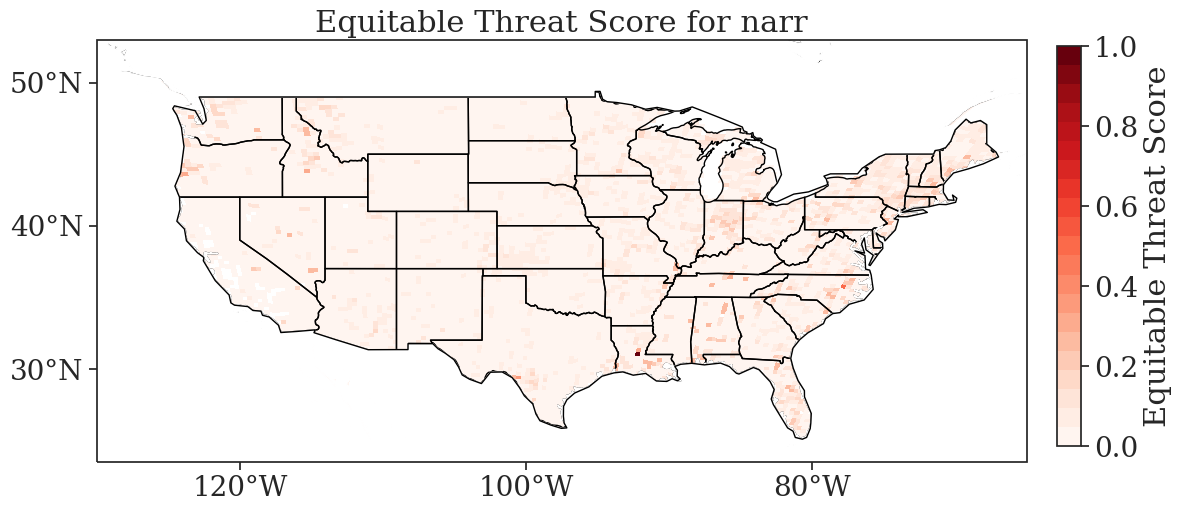 Equitable Threat Score for narr
50°N
40°N
30°N
120°W
100°W
80°W
1.0
0.8
0.6
0.4
0.2
0.0
Equitable Threat Score